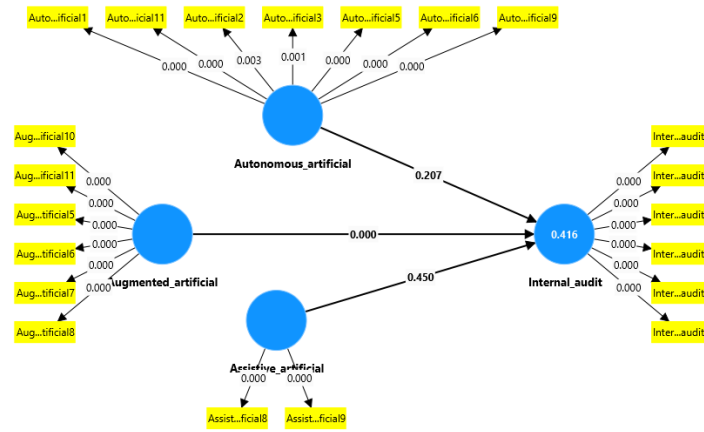 Auto...ificial1 Auto...icial11 Auto...ificial2 Auto...ificial3 Auto...ificial5 Auto...ificial6 Auto...ificial9
0.000 0.000 0.003 0.001 0.000 0.000 0.000
Autonomous_artificial
Aug...ificial10
Aug...ificial11
Aug...tificial5
Aug...tificial6
Aug...tificial7
Aug...tificial8
0.000
0.000
0.000
0.000
0.000
0.000
Augmented_artificial
0.207
0.000
0.450
0.416
Internal_audit
0.000
0.000
0.000
0.000
0.000
0.000
Inter...audit
Inter...audit
Inter...audit
Inter...audit
Inter...audit
Inter...audit
Assistive_artificial
0.000 0.000
Assist...ficial8 Assist...ficial9